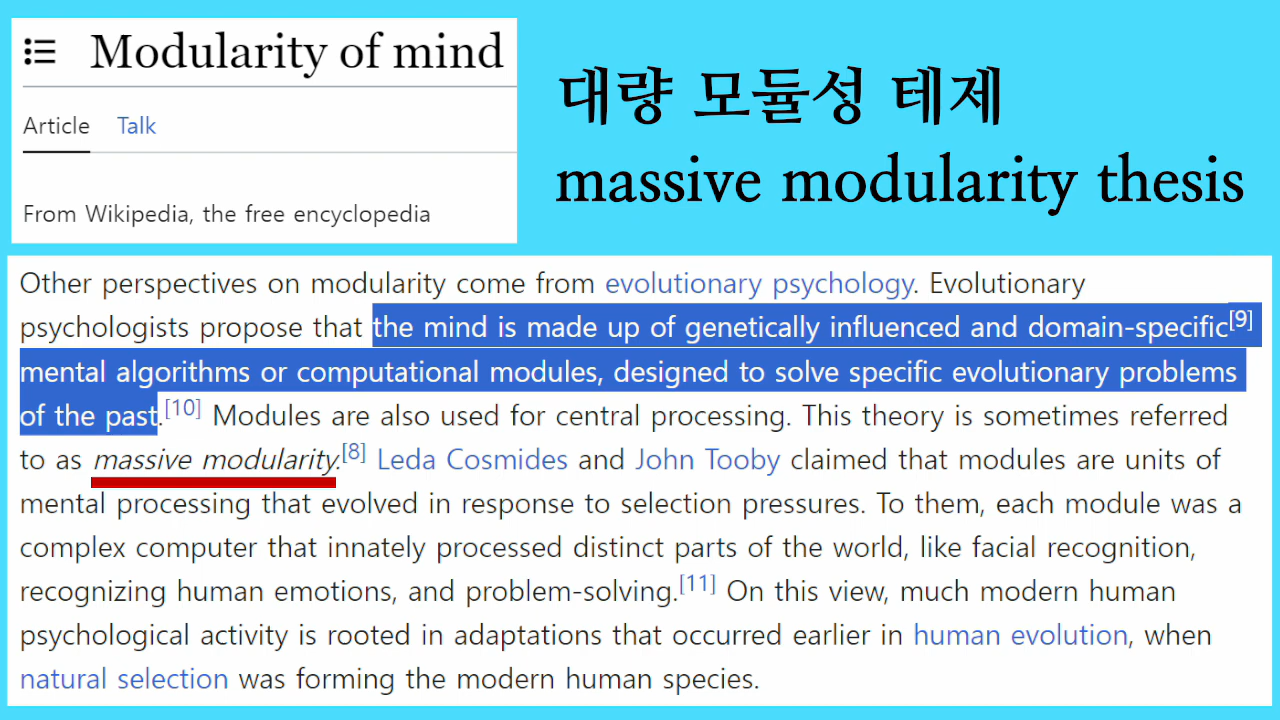 Modularity of mind
Article Talk
From Wikipedia, the free encyclopedia
대량 모듈성 테제
massive modularity thesis
Other perspectives on modularity come from evolutionary psychology. Evolutionary
psychologists propose that the mind is made up of genetically influenced and domain-specific[9]
mental algorithms or computational modules, designed to solve specific evolutionary problems
of the past.[10] Modules are also used for central processing. This theory is sometimes referred
to as massive modularity.[8] Leda Cosmides and John Tooby claimed that modules are units of
mental processing that evolved in response to selection pressures. To them, each module was a
complex computer that innately processed distinct parts of the world, like facial recognition,
recognizing human emotions, and problem-solving.[11] On this view, much modern human
psychological activity is rooted in adaptations that occurred earlier in human evolution, when
natural selection was forming the modern human species.